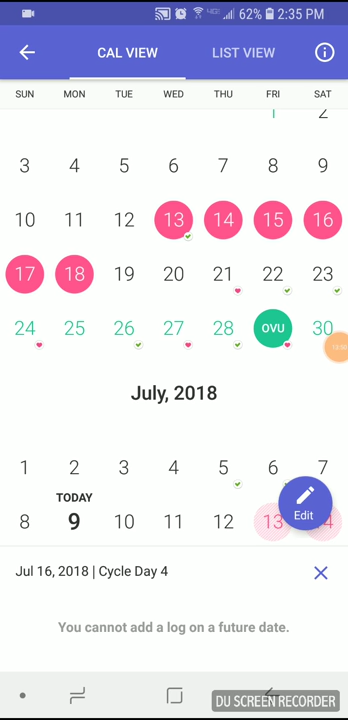 62% 2:35 PM
CAL VIEW LIST VIEW
SUN MON TUE WED THU FRI SAT
1 2
3 4 5 6 7 8 9
10 11 12 13 14 15 16
17 18 19 20 21 22 23
24 25 26 27 28 OVU 30
July, 2018
1 2 3 4 5 6 7
TODAY
8 9 10 11 12 13 14
Edit
Jul 16, 2018 | Cycle Day 4
You cannot add a log on a future date.
DU SCREEN RECORDER